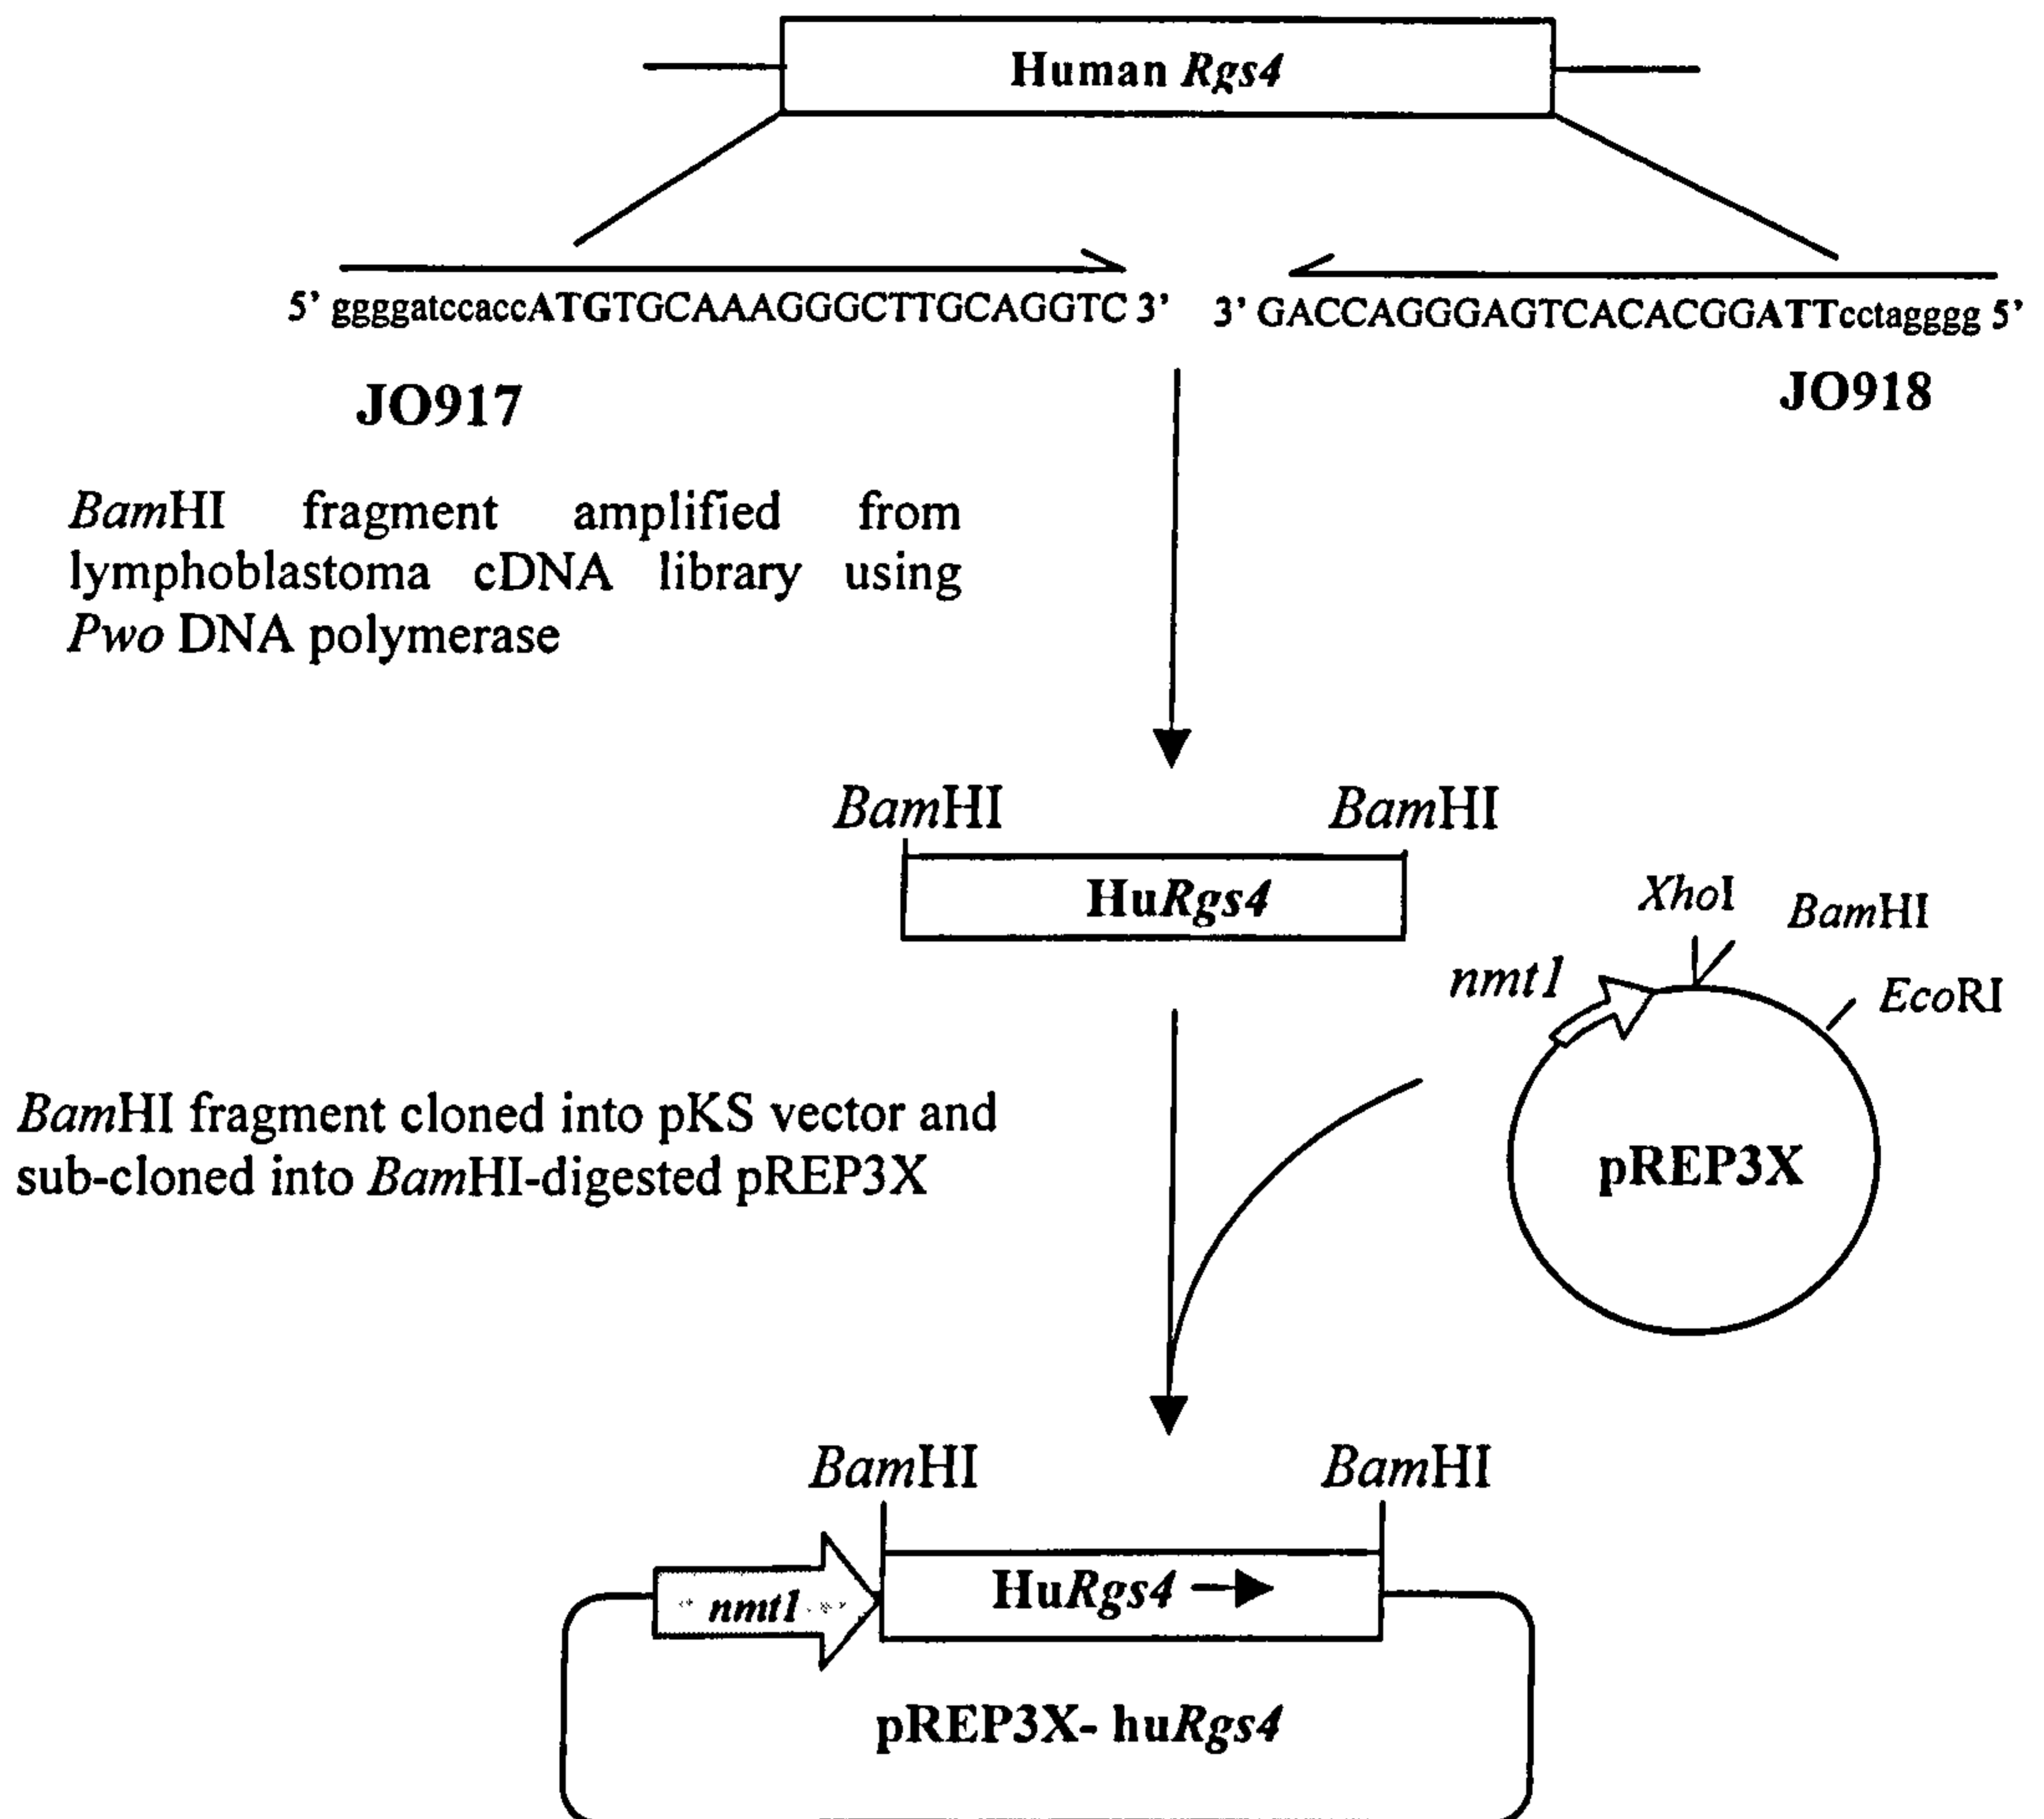 Human Rgs4
5’ ggggatccaccATGTGCAAAGGGCTTGCAGGTC 3’
3’ GACCAGGGAGTCACACGGATTcctagggg 5’
JO917
JO918
BamHI fragment amplified from
lymphoblastoma cDNA library using
Pwo DNA polymerase
BamHI
BamHI
HuRgs4
XhoI
BamHI
nmt1
EcoRI
pREP3X
BamHI fragment cloned into pKS vector and
sub-cloned into BamHI-digested pREP3X
BamHI
BamHI
nmt1
HuRgs4
pREP3X- huRgs4